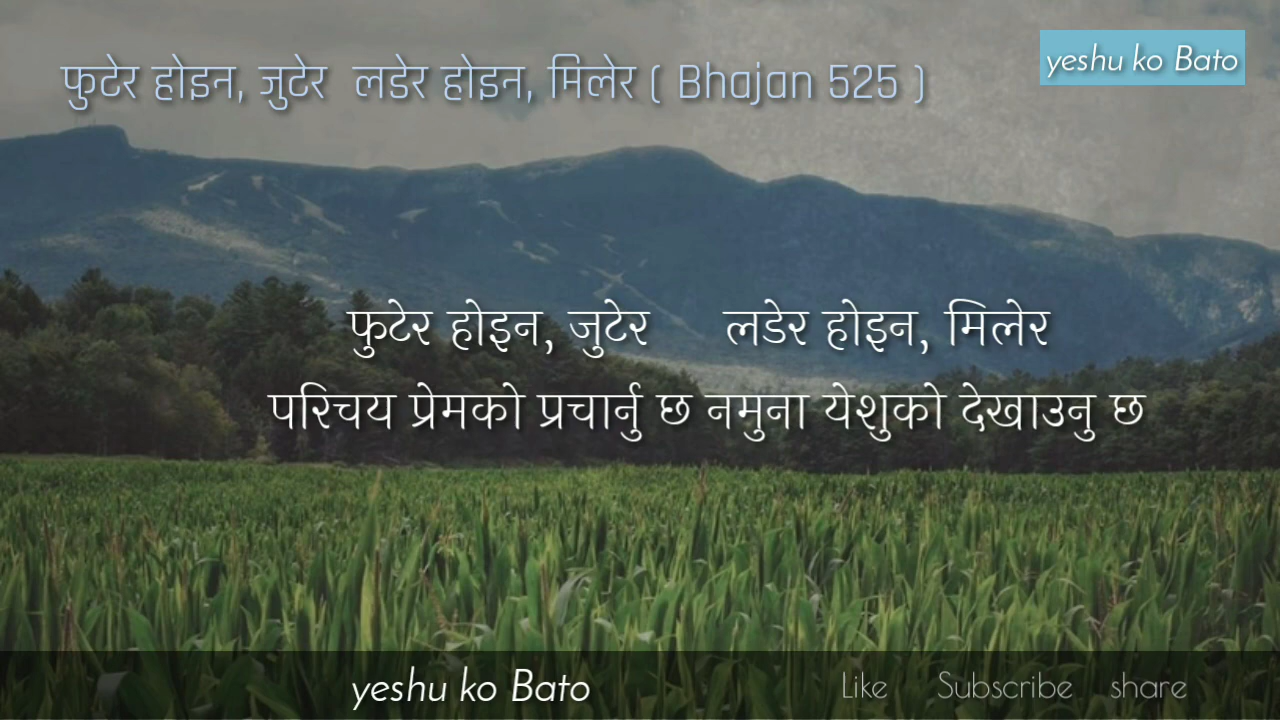 फुटेर होइन, जुटेर लडेर होइन, मिलेर ( Bhajan 525 )
yeshu ko Bato
फुटेर होइन, जुटेर लडेर होइन, मिलेर
परिचय प्रेमको प्रचार्नु छ नमुना येशुको देखाउनु छ
yeshu ko Bato Like Subscribe share